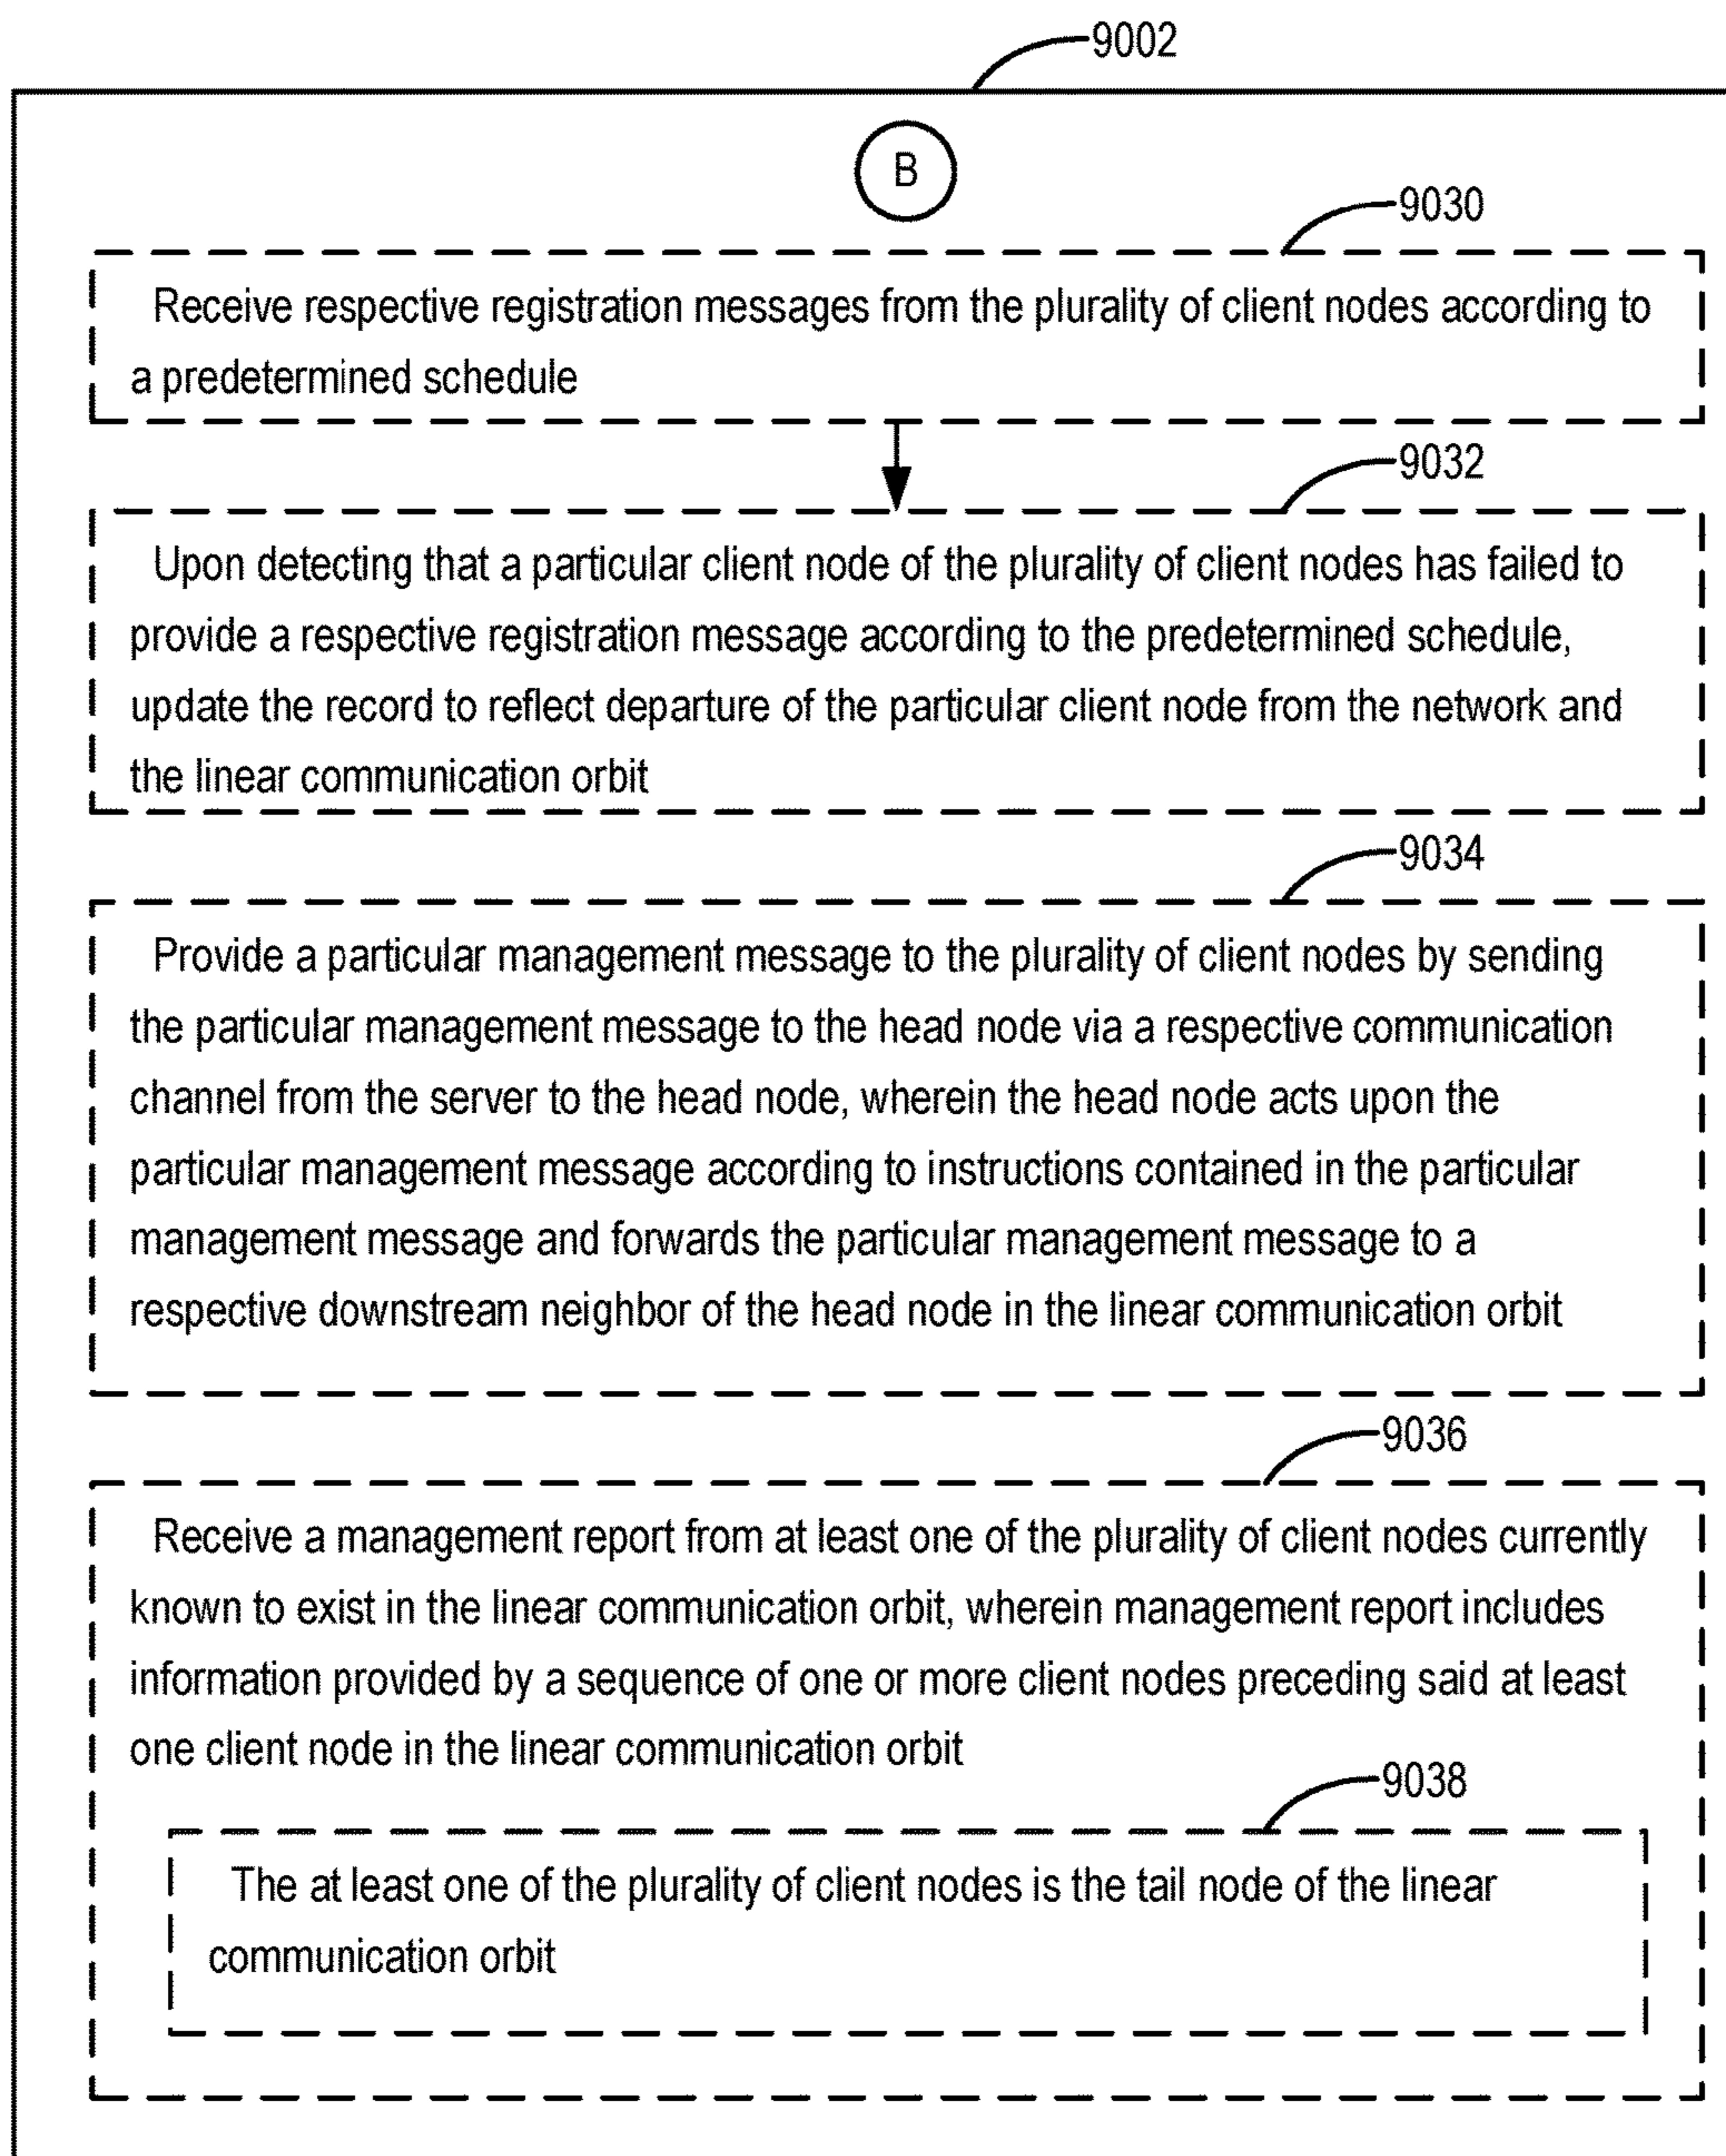 9002
B
9030
Receive respective registration messages from the plurality of client nodes according to
a predetermined schedule
9032
Upon detecting that a particular client node of the plurality of client nodes has failed to
provide a respective registration message according to the predetermined schedule,
update the record to reflect departure of the particular client node from the network and
the linear communication orbit
9034
Provide a particular management message to the plurality of client nodes by sending
the particular management message to the head node via a respective communication
channel from the server to the head node, wherein the head node acts upon the
particular management message according to instructions contained in the particular
management message and forwards the particular management message to a
respective downstream neighbor of the head node in the linear communication orbit
9036
Receive a management report from at least one of the plurality of client nodes currently
known to exist in the linear communication orbit, wherein management report includes
information provided by a sequence of one or more client nodes preceding said at least
one client node in the linear communication orbit
9038
The at least one of the plurality of client nodes is the tail node of the linear
communication orbit